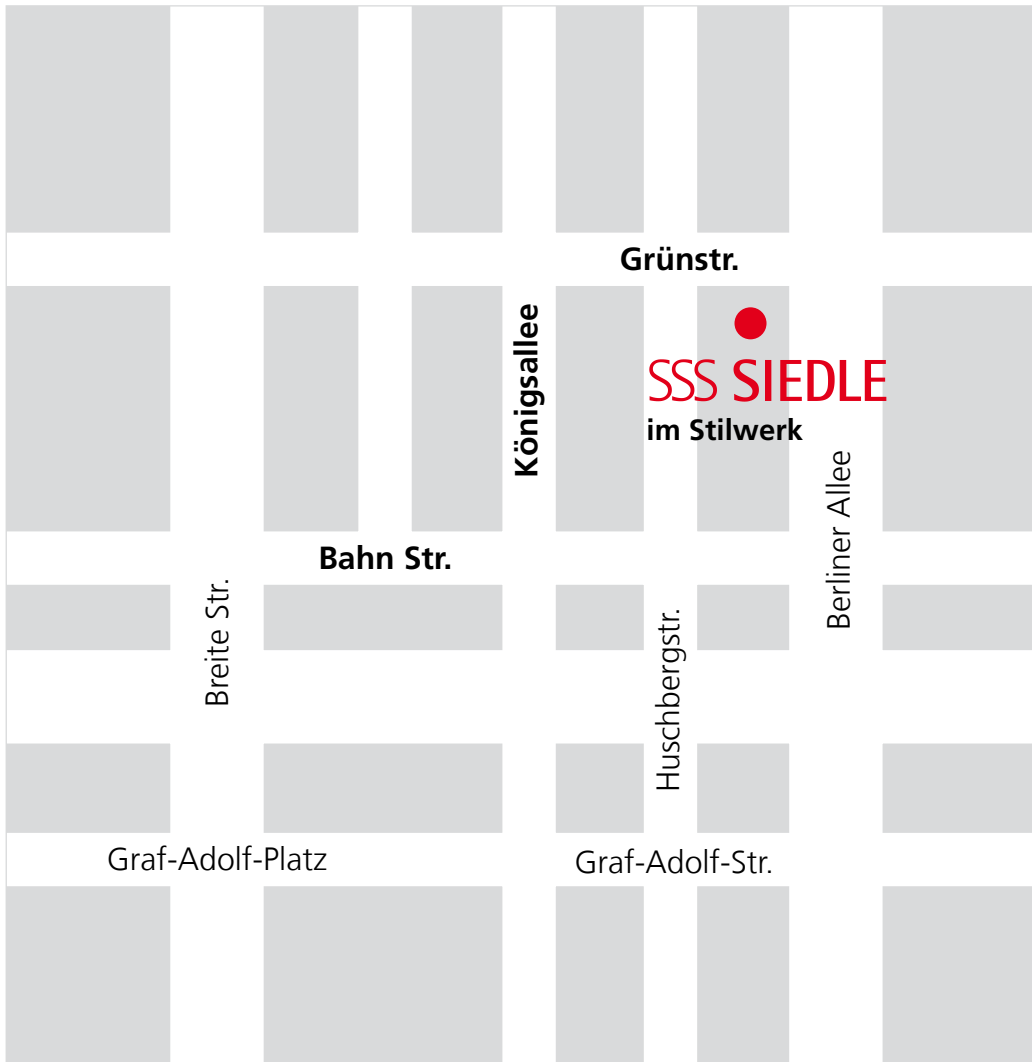 Grünstr.
Königsallee
SSS SIEDLE
im Stilwerk
Berliner Allee
Bahn Str.
Breite Str.
Huschbergstr.
Graf-Adolf-Platz
Graf-Adolf-Str.